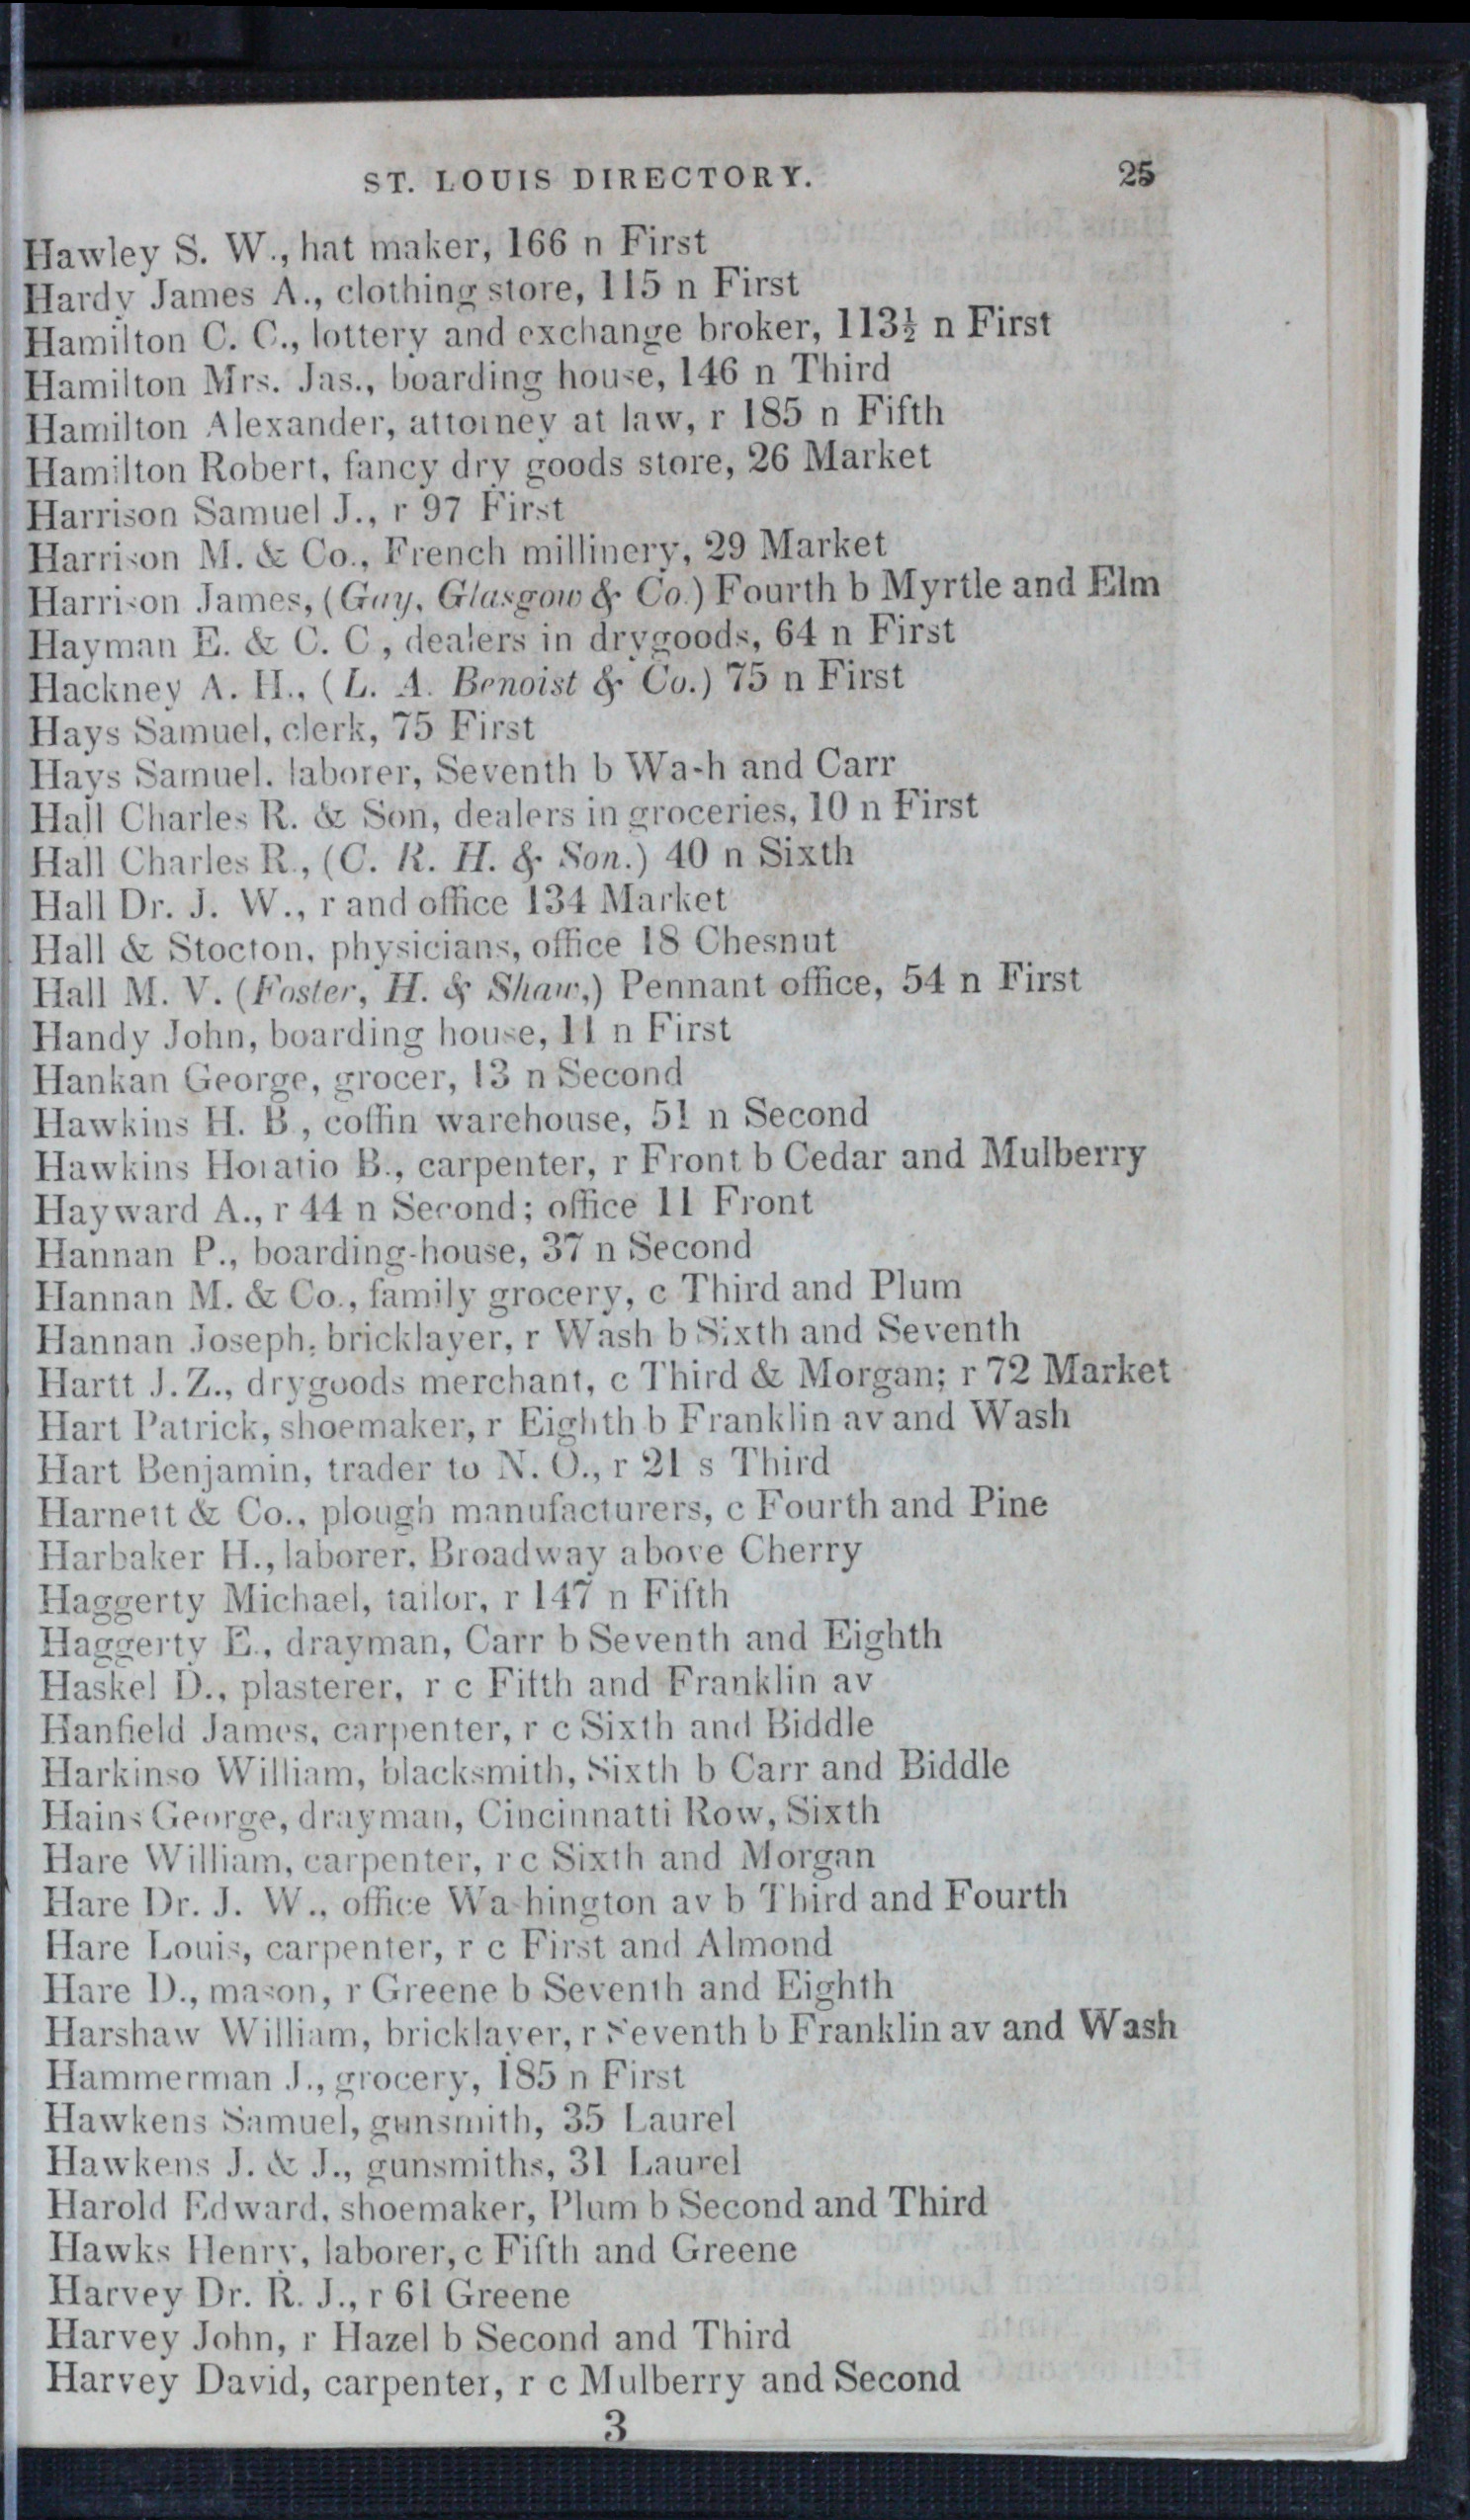 ST. LOUIS DIRECTORY. 25
Hawley S. W., hat maker, 166 n First
Hardy James A., clothing store, 115 n First
Hamilton C. C., lottery and exchange broker, 113½ n First
Hamilton Mrs. Jas., boarding house, 146 n Third
Hamilton Alexander, attorney at law, r 185 n Fifth
Hamilton Robert, fancy dry goods store, 26 Market
Harrison Samuel J., r 97 First
Harrison M. & Co., French millinery, 29 Market
Harrison James, (Gay, Glasgow & Co.) Fourth b Myrtle and Elm
Hayman E. & C. C., dealers in drygoods, 64 n First
Hackney A. H., (L. A. Benoist & Co.) 75 n First
Hays Samuel, clerk, 75 First
Hays Samuel. laborer, Seventh b Wash and Carr
Hall Charles R. & Son, dealers in groceries, 10 n First
Hall Charles R., (C. R. H. & Son.) 40 n Sixth
Hall Dr. J. W., r and office 134 Market
Hall & Stocton, physicians, office 18 Chesnut
Hall M. V. (Foster, H. & Shaw,) Pennant office, 54 n First
Handy John, boarding house, 11 n First
Hankan George, grocer, 13 n Second
Hawkins H. B., coffin warehouse, 51 n Second
Hawkins Horatio B., carpenter, r Front b Cedar and Mulberry
Hayward A., r 44 n Second; office 11 Front
Hannan P., boarding-house, 37 n Second
Hannan M. & Co., family grocery, c Third and Plum
Hannan Joseph, bricklayer, r Wash b Sixth and Seventh
Hartt J. Z., drygoods merchant, c Third & Morgan; r 72 Market
Hart Patrick, shoemaker, r Eighth b Franklin av and Wash
Hart Benjamin, trader to N. O., r 21 s Third
Harnett & Co., plough manufacturers, c Fourth and Pine
Harbaker H., laborer, Broadway above Cherry
Haggerty Michael, tailor, r 147 n Fifth
Haggerty E., drayman, Carr b Seventh and Eighth
Haskel D., plasterer, r c Fifth and Franklin av
Hanfield James, carpenter, r c Sixth and Biddle
Harkinso William, blacksmith, Sixth b Carr and Biddle
Hains George, drayman, Cincinnatti Row, Sixth
Hare William, carpenter, r c Sixth and Morgan
Hare Dr. J. W., office Washington av b Third and Fourth
Hare Louis, carpenter, r c First and Almond
Hare D., mason, r Greene b Seventh and Eighth
Harshaw William, bricklayer, r Seventh b Franklin av and Wash
Hammerman J., grocery, 185 n First
Hawkens Samuel, gunsmith, 35 Laurel
Hawkens J. & J., gunsmiths, 31 Laurel
Harold Edward, shoemaker, Plum b Second and Third
Hawks Henry, laborer, c Fifth and Greene
Harvey Dr. R. J., r 61 Greene
Harvey John, r Hazel b Second and Third
Harvey David, carpenter, r c Mulberry and Second
3